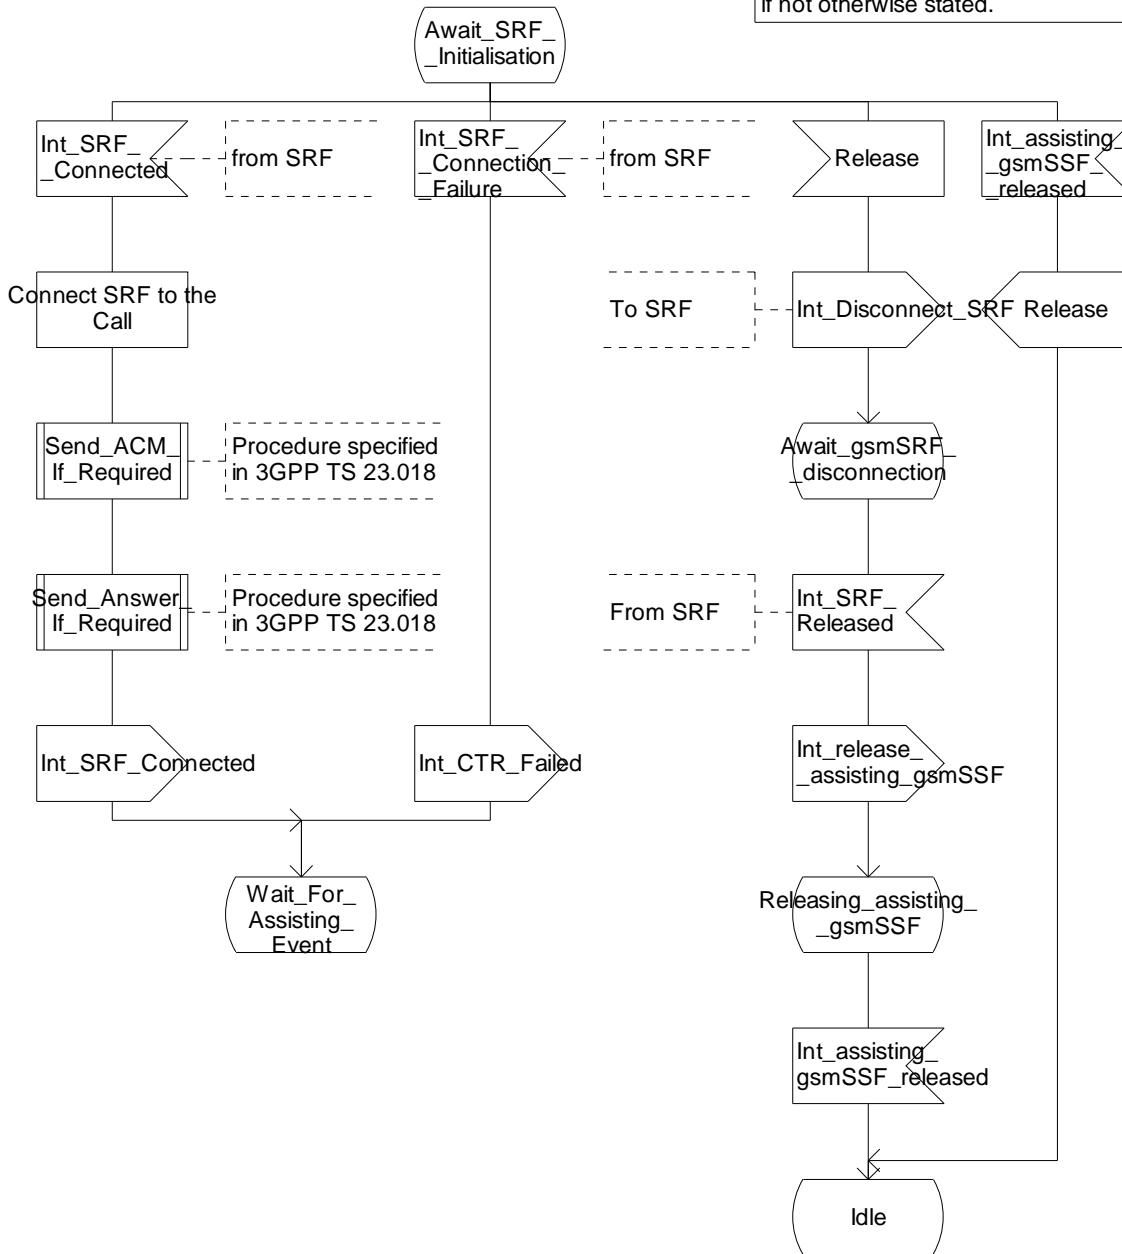 if not otherwise stated.
Await_SRF_
_Initialisation
Int_SRF_
_Connected
from SRF
Int_SRF_
_Connection_
_Failure
from SRF
Release
Int_assisting_
_gsmSSF_
_released
Connect SRF to the
Call
To SRF
Int_Disconnect_SRF
Release
Send_ACM_
If_Required
Procedure specified
in 3GPP TS 23.018
Await_gsmSRF_
_disconnection
Send_Answer_
If_Required
Procedure specified
in 3GPP TS 23.018
From SRF
Int_SRF_
Released
Int_SRF_Connected
Int_CTR_Failed
Int_release_
_assisting_gsmSSF
Wait_For_
Assisting_
Event
Releasing_assisting_
_gsmSSF
Int_assisting_
gsmSSF_released
Idle